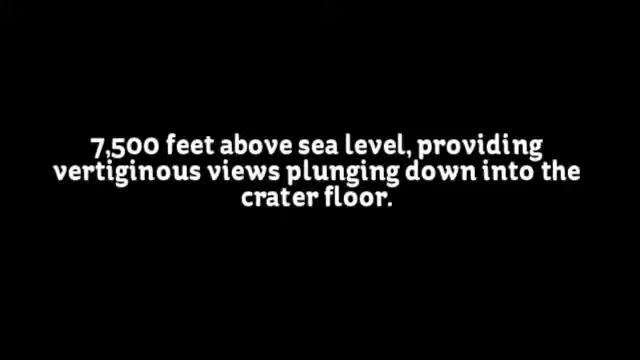 7,500 feet above sea level, providing
vertiginous views plunging down into the
crater floor.